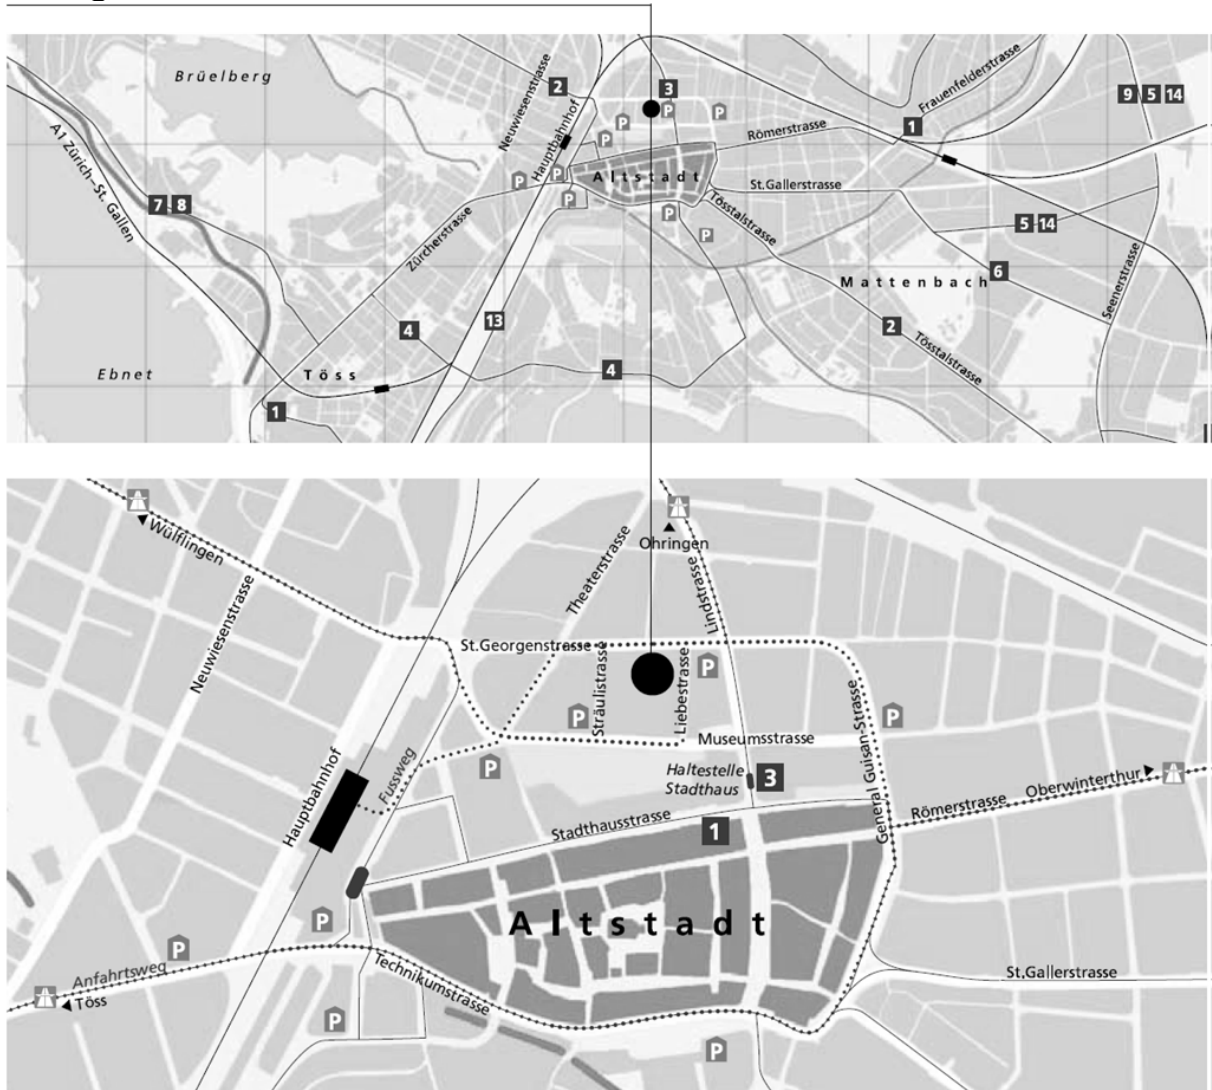 Brüelberg
Neuwiesenstrasse
2
Hauptbahnhof
3
P
P
P
P
Frauenfelderstrasse
9 5 14
1
Römerstrasse
A1 Zürich–St. Gallen
P
P
P
Altstadt
St.Gallerstrasse
7 8
Zürcherstrasse
P
P
Tösstalstrasse
5 14
Mattenbach
6
Seenerstrasse
13
4
2
Tösstalstrasse
Ebnet
Töss
4
1
Wülflingen
Ohringen
Theaterstrasse
Lindstrasse
Neuwiesenstrasse
St.Georgenstrasse
Sträulistrasse
Liebestrasse
P
P
P
General Guisan-Strasse
Museumsstrasse
Hauptbahnhof
Fussweg
P
Haltestelle
Stadthaus
3
Oberwinterthur
Römerstrasse
Stadthausstrasse
1
Altstadt
P
P
Anfahrtsweg
Töss
Technikumstrasse
St.Gallerstrasse
P
P